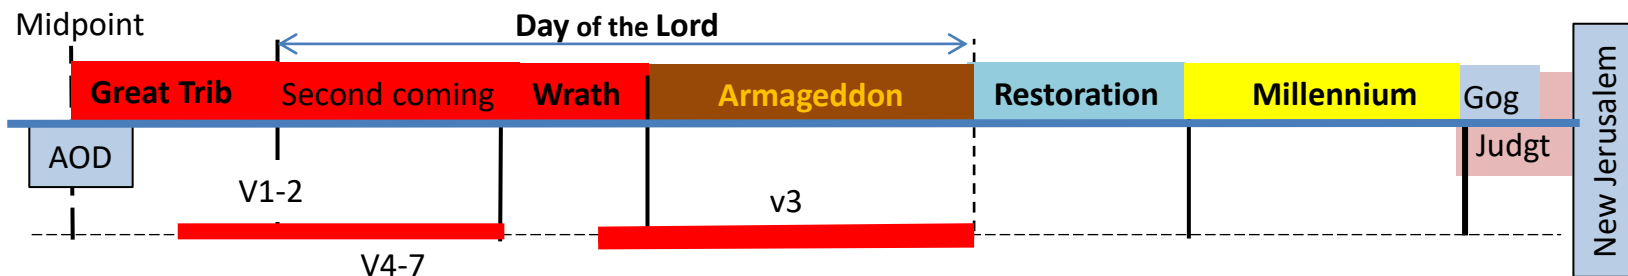 Midpoint
Day of the Lord
Great Trib
Second coming
Wrath
Armageddon
Restoration
Millennium
Gog
AOD
Judgt
V1-2
v3
V4-7
New Jerusalem